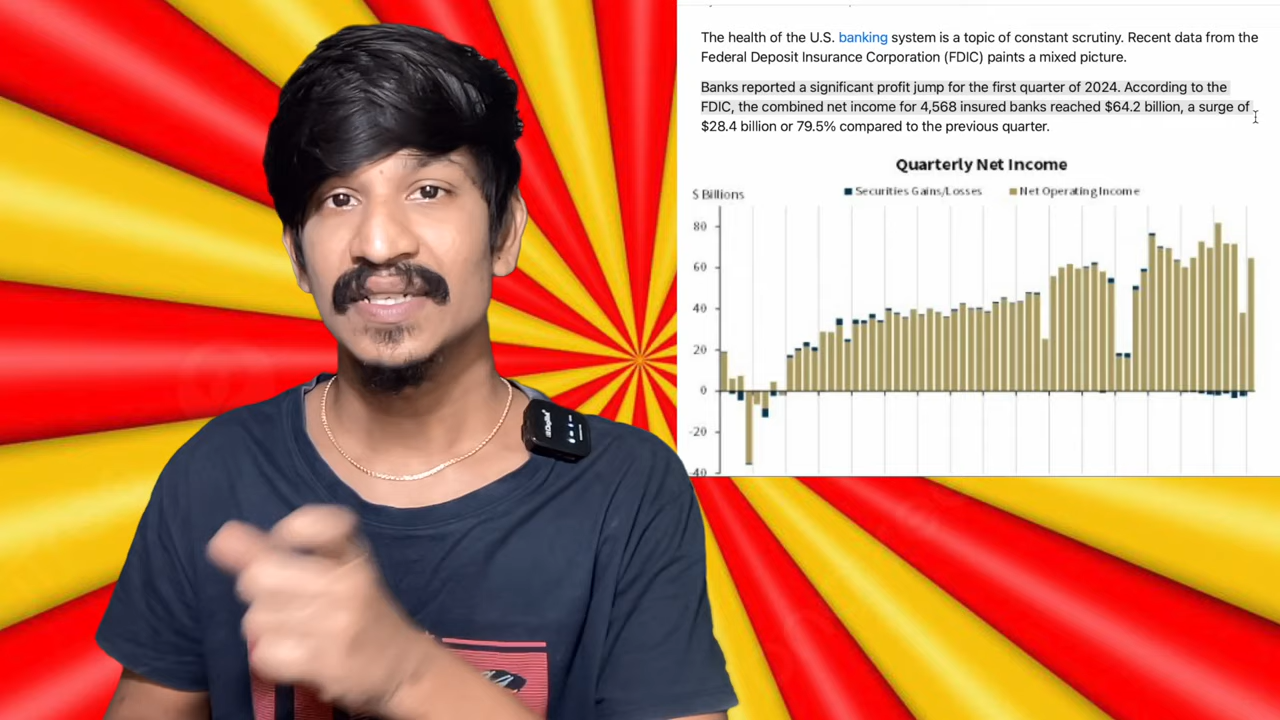 The health of the U.S. banking system is a topic of constant scrutiny. Recent data from the
Federal Deposit Insurance Corporation (FDIC) paints a mixed picture.
Banks reported a significant profit jump for the first quarter of 2024. According to the
FDIC, the combined net income for 4,568 insured banks reached $64.2 billion, a surge of
$28.4 billion or 79.5% compared to the previous quarter.
Quarterly Net Income
$ Billions
Securities Gains/Losses
Net Operating Income
80
60
40
20
0
-20
-40